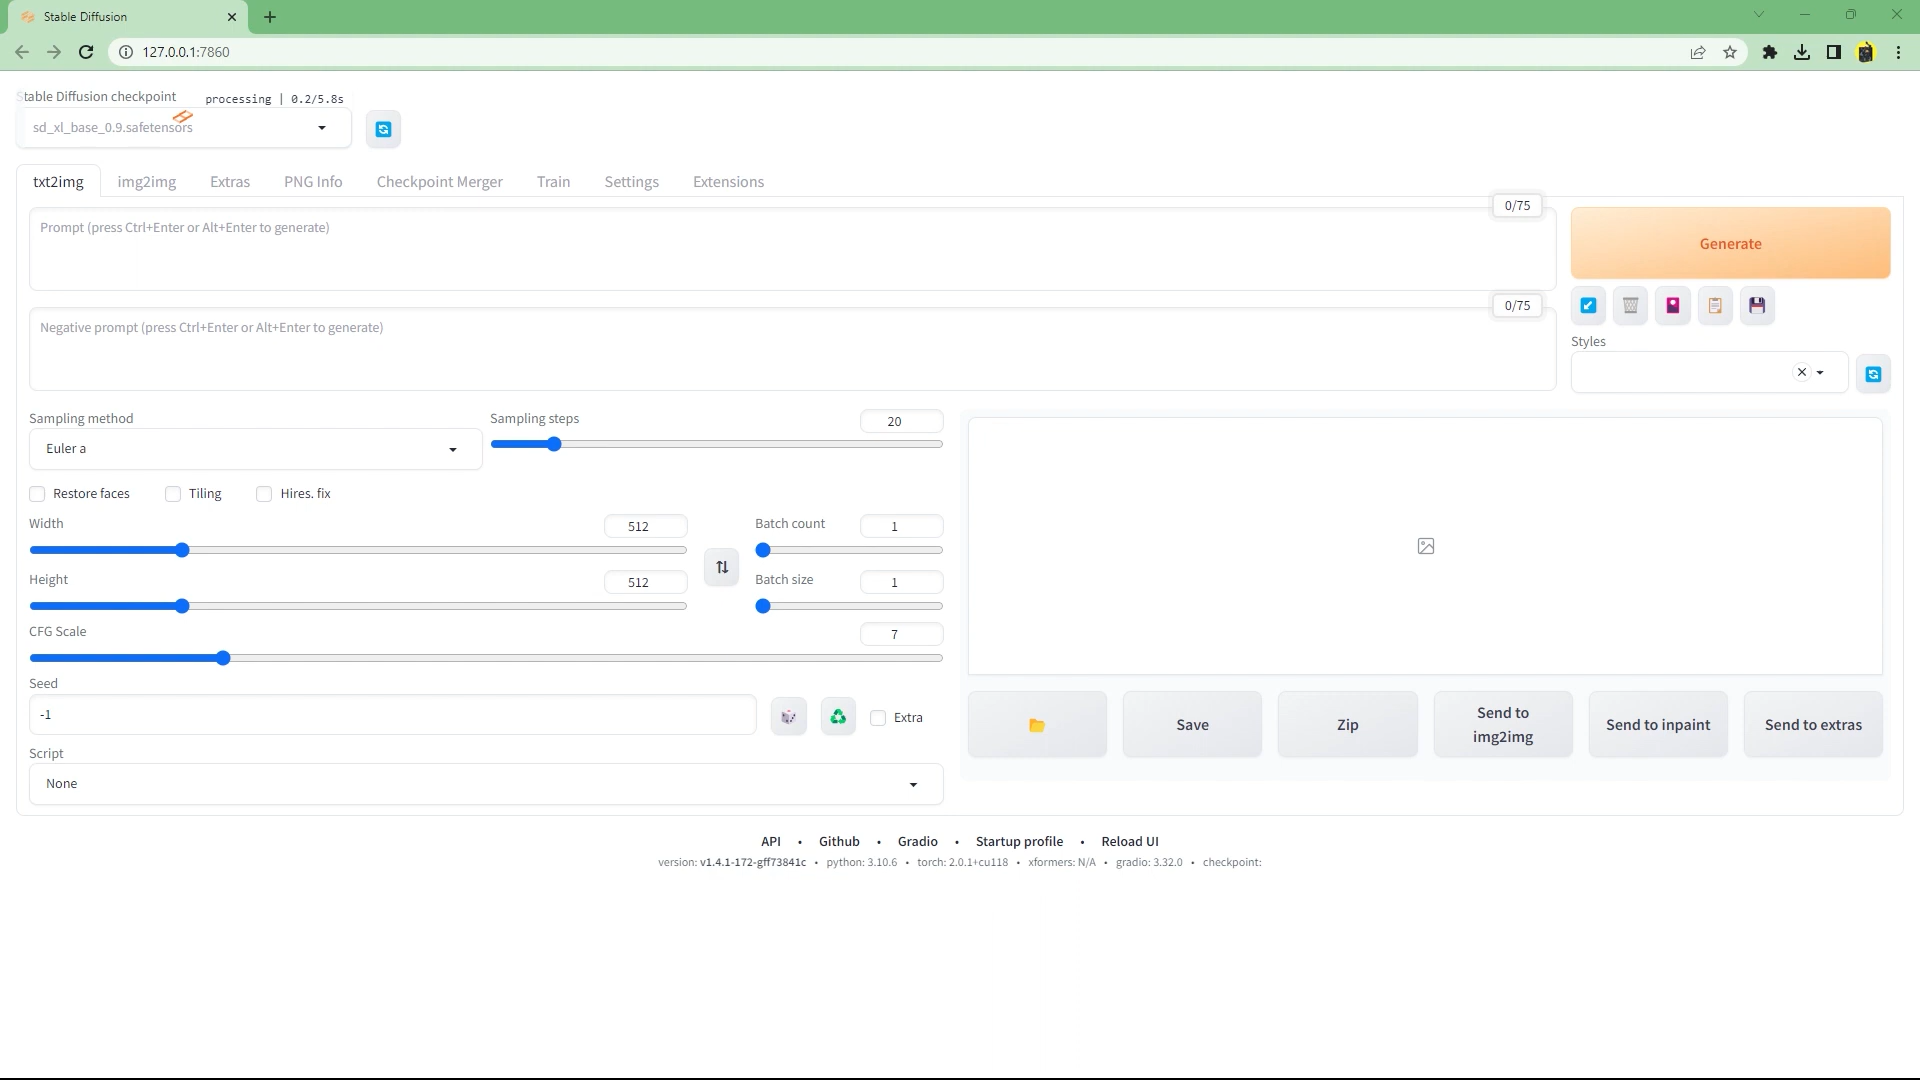 Stable Diffusion
127.0.0.1:7860
Stable Diffusion checkpoint
processing | 0.2/5.8s
sd_xl_base_0.9.safetensors
txt2img img2img Extras PNG Info Checkpoint Merger Train Settings Extensions
0/75
Prompt (press Ctrl+Enter or Alt+Enter to generate)
Generate
0/75
Negative prompt (press Ctrl+Enter or Alt+Enter to generate)
Styles
Sampling method
Euler a
Sampling steps
20
Restore faces Tiling Hires. fix
Width
512
Batch count
1
Height
512
Batch size
1
CFG Scale
7
Seed
-1
Extra
Script
None
Save
Zip
Send to
img2img
Send to inpaint
Send to extras
API • Github • Gradio • Startup profile • Reload UI
version: v1.4.1-172-gff73841c • python: 3.10.6 • torch: 2.0.1+cu118 • xformers: N/A • gradio: 3.32.0 • checkpoint: